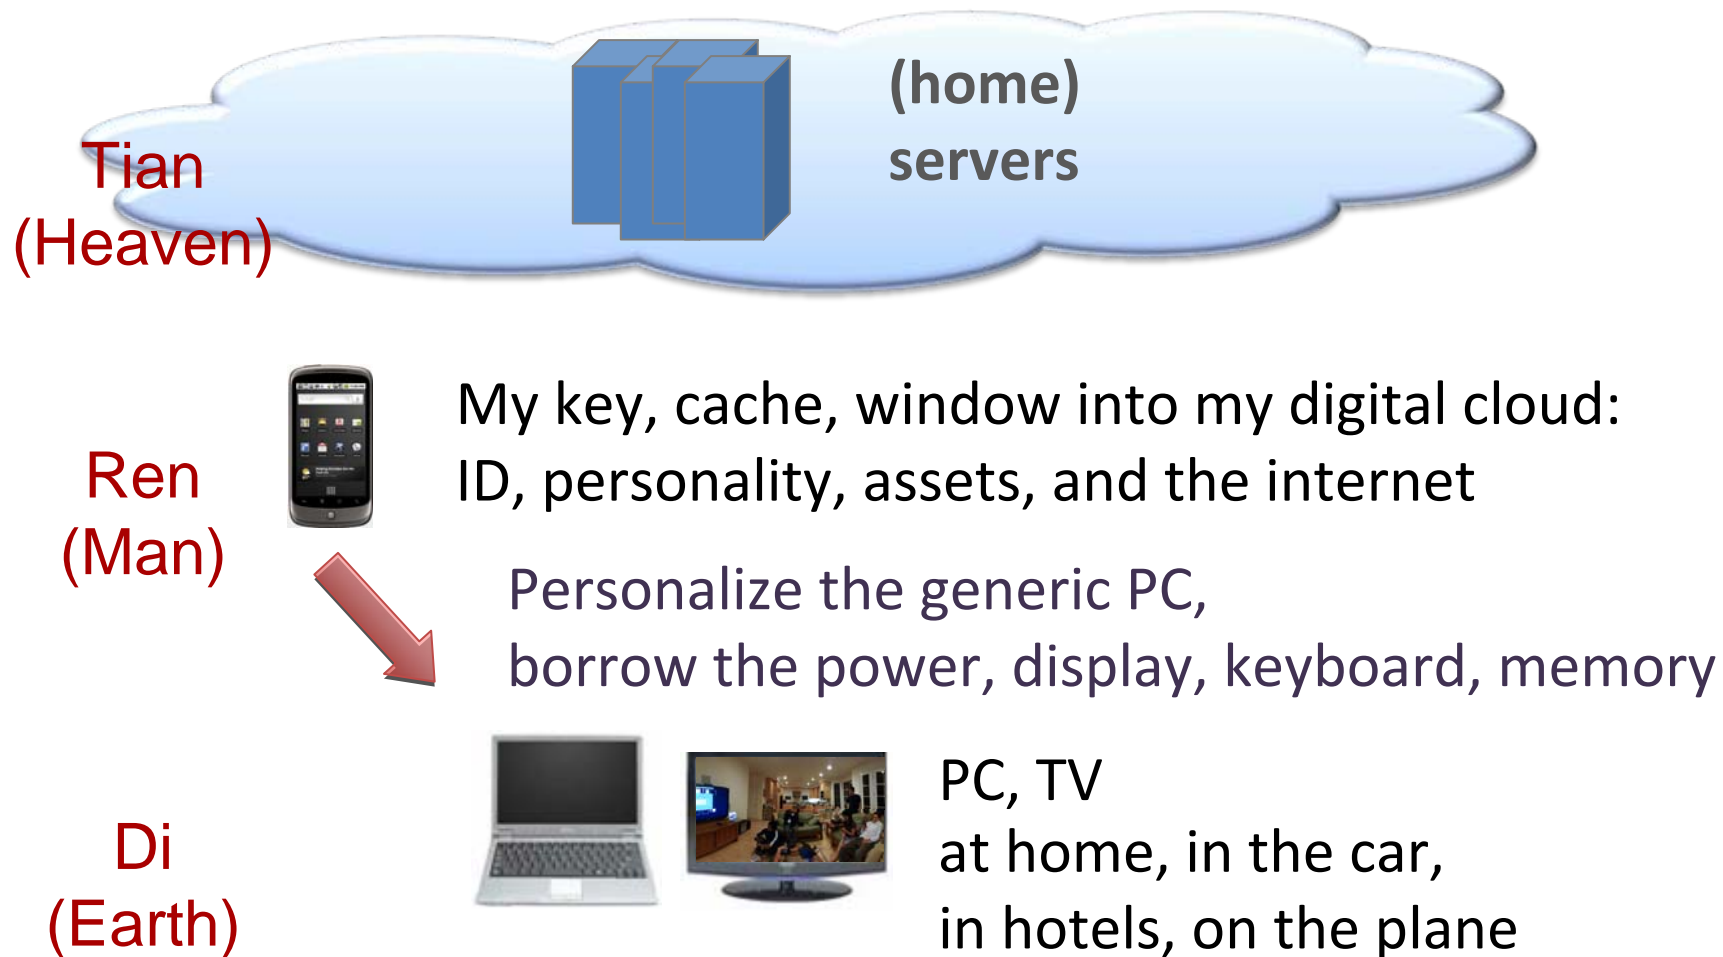 (home)
servers
Tian
(Heaven)
My key, cache, window into my digital cloud:
ID, personality, assets, and the internet
Ren
(Man)
Personalize the generic PC,
borrow the power, display, keyboard, memory
PC, TV
at home, in the car,
in hotels, on the plane
Di
(Earth)